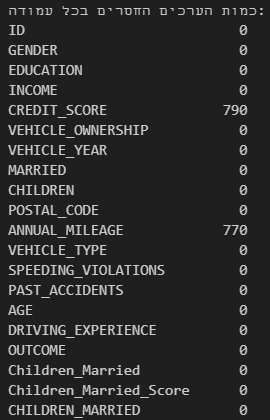 כמות הערכים החסרים בכל עמודה:
ID 0
GENDER 0
EDUCATION 0
INCOME 0
CREDIT_SCORE 790
VEHICLE_OWNERSHIP 0
VEHICLE_YEAR 0
MARRIED 0
CHILDREN 0
POSTAL_CODE 0
ANNUAL_MILEAGE 770
VEHICLE_TYPE 0
SPEEDING_VIOLATIONS 0
PAST_ACCIDENTS 0
AGE 0
DRIVING_EXPERIENCE 0
OUTCOME 0
Children_Married 0
Children_Married_Score 0
CHILDREN_MARRIED 0